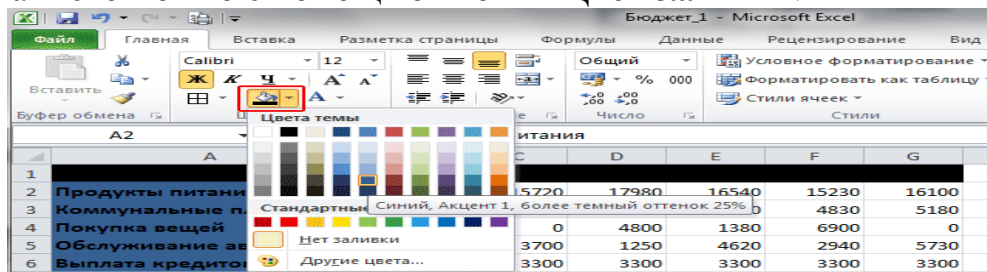 Бюджет_1 - Microsoft Excel
Файл Главная Вставка Разметка страницы Формулы Данные Рецензирование Вид
Вставить Calibri 12 Общий Условное форматирование
Ж К Ч % 000 Форматировать как таблицу
Стили ячеек
Буфер обмена Число Стили
A2 итания
Цвета темы
A C D E F G
1
2 Продукты питани 15720 17980 16540 15230 16100
3 Коммунальные п 4830 5180
Стандартные
Синий, Акцент 1, более темный оттенок 25%
4 Покупка вещей 0 4800 1380 6900 0
Нет заливки
5 Обслуживание ав 3700 1250 4620 2940 5730
6 Выплата кредито 3300 3300 3300 3300 3300
Другие цвета...